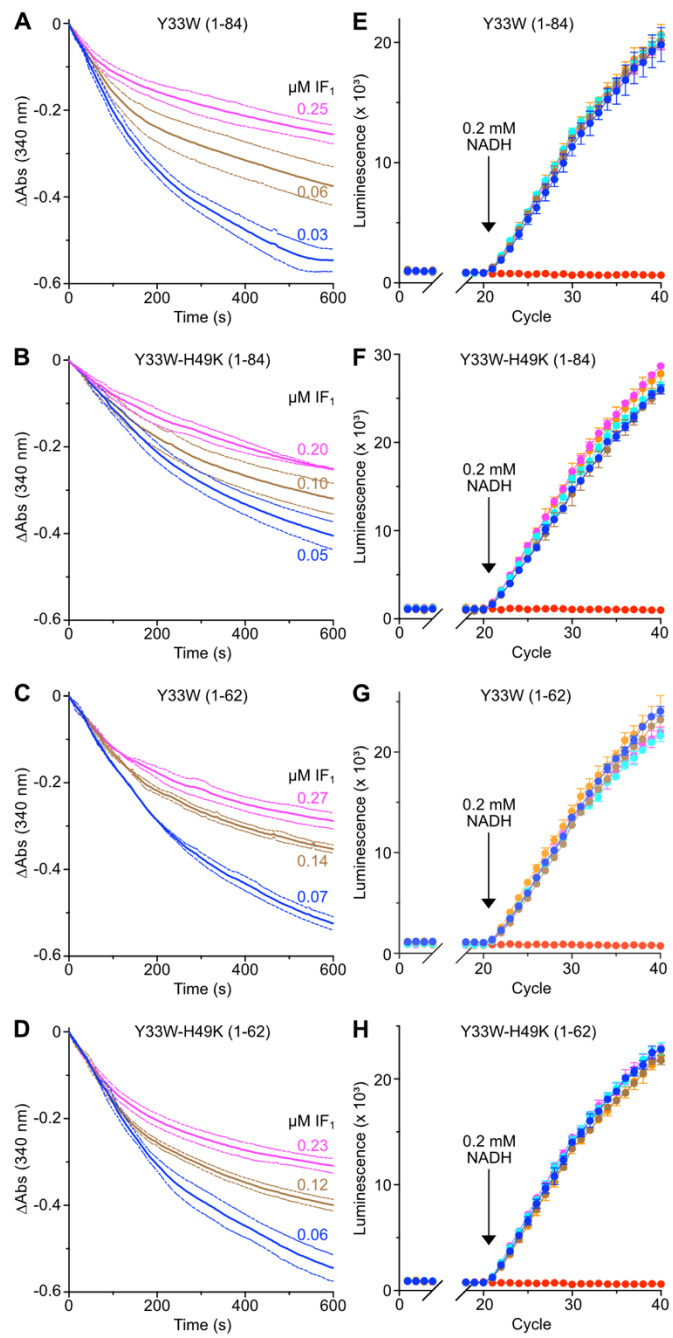 A
Y33W (1-84)
0
-0.2
-0.4
-0.6
ΔAbs (340 nm)
µM IF₁
0.25
0.06
0.03
0
200
400
600
Time (s)
E
Y33W (1-84)
20
10
0
Luminescence (x 10³)
0.2 mM
NADH
0
20
30
40
Cycle
B
Y33W-H49K (1-84)
0
-0.2
-0.4
-0.6
ΔAbs (340 nm)
µM IF₁
0.20
0.10
0.05
0
200
400
600
Time (s)
F
Y33W-H49K (1-84)
30
20
10
0
Luminescence (x 10³)
0.2 mM
NADH
0
20
30
40
Cycle
C
Y33W (1-62)
0
-0.2
-0.4
-0.6
ΔAbs (340 nm)
µM IF₁
0.27
0.14
0.07
0
200
400
600
Time (s)
G
Y33W (1-62)
20
10
0
Luminescence (x 10³)
0.2 mM
NADH
0
20
30
40
Cycle
D
Y33W-H49K (1-62)
0
-0.2
-0.4
-0.6
ΔAbs (340 nm)
µM IF₁
0.23
0.12
0.06
0
200
400
600
Time (s)
H
Y33W-H49K (1-62)
20
10
0
Luminescence (x 10³)
0.2 mM
NADH
0
20
30
40
Cycle